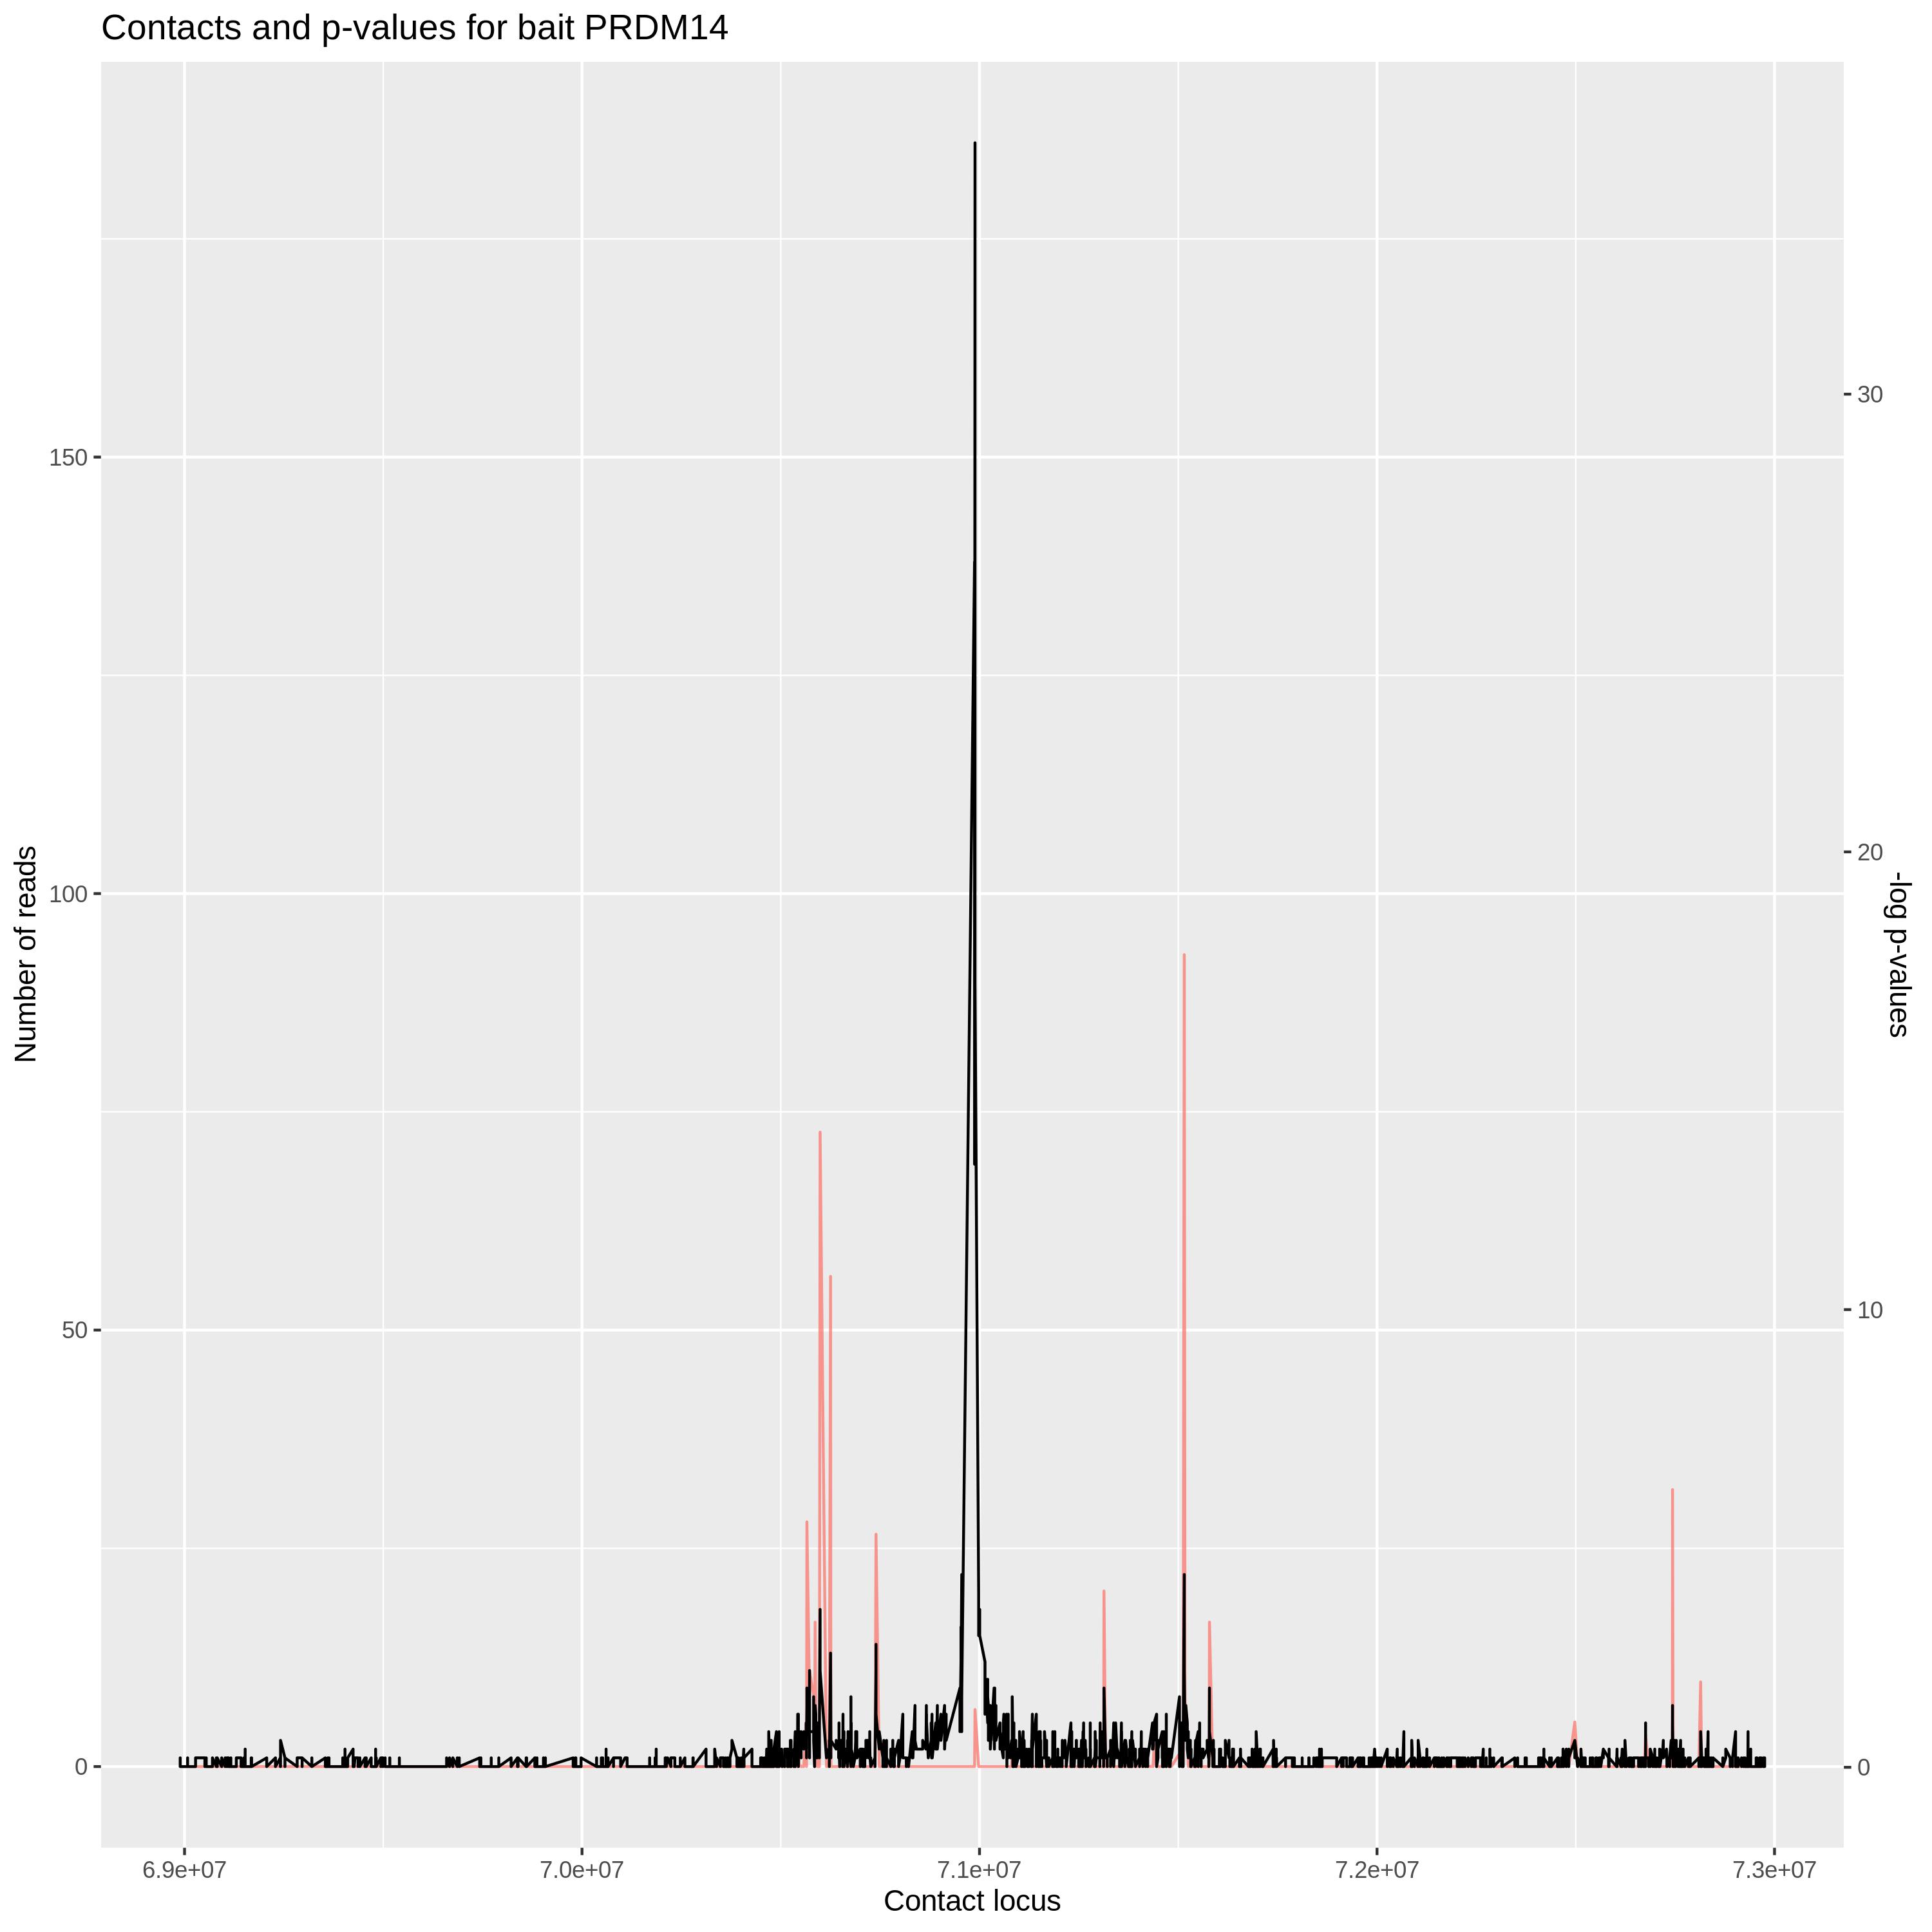 Contacts and p-values for bait PRDM14
Number of reads
150
100
50
0
30
20
10
0
-log p-values
6.9e+07 7.0e+07 7.1e+07 7.2e+07 7.3e+07
Contact locus